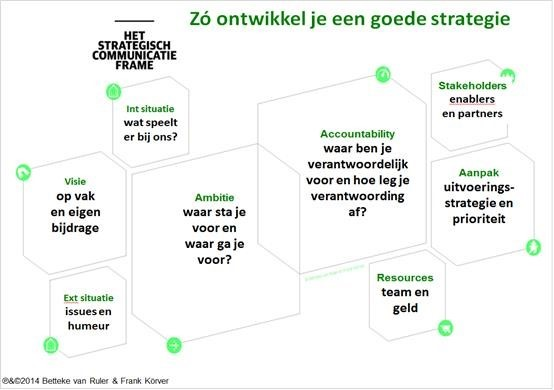 Zó ontwikkel je een goede strategie
HET
STRATEGISCH
COMMUNICATIE
FRAME
Int situatie
wat speelt
er bij ons?
Visie
op vak
en eigen
bijdrage
Ext situatie
issues en
humeur
Ambitie
waar sta je
voor en
waar ga je
voor?
Accountability
waar ben je
verantwoordelijk
voor en hoe leg je
verantwoording
af?
Stakeholders
enablers
en partners
Aanpak
uitvoerings-
strategie en
prioriteit
Resources
team en
geld
®&©2014 Betteke van Ruler & Frank Körver